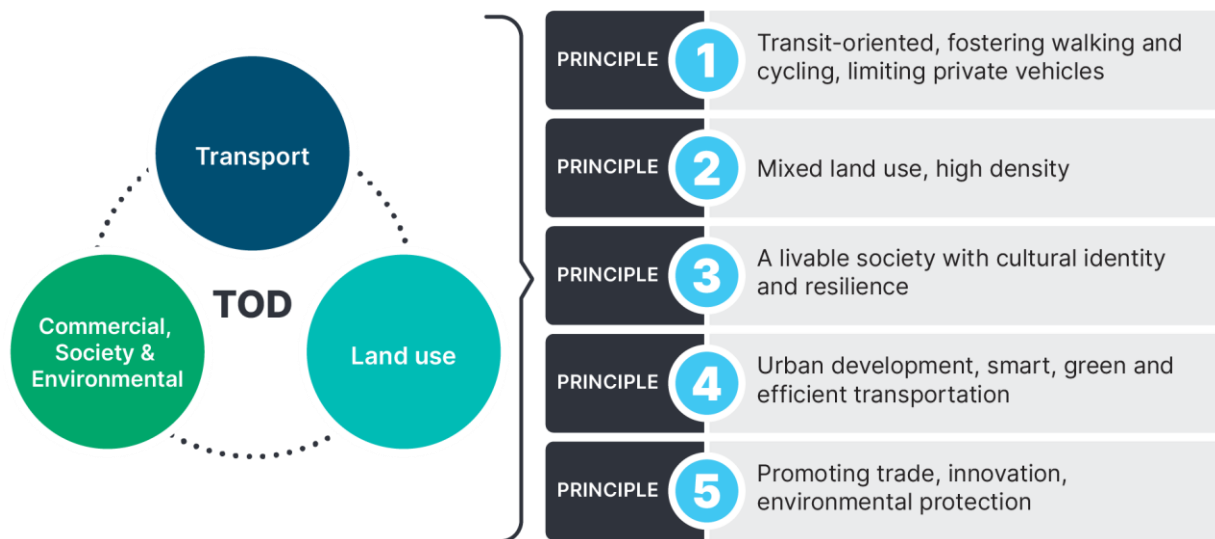 Transport
Commercial,
Society &
Environmental
TOD
Land use
PRINCIPLE 1
Transit-oriented, fostering walking and
cycling, limiting private vehicles
PRINCIPLE 2
Mixed land use, high density
PRINCIPLE 3
A livable society with cultural identity
and resilience
PRINCIPLE 4
Urban development, smart, green and
efficient transportation
PRINCIPLE 5
Promoting trade, innovation,
environmental protection